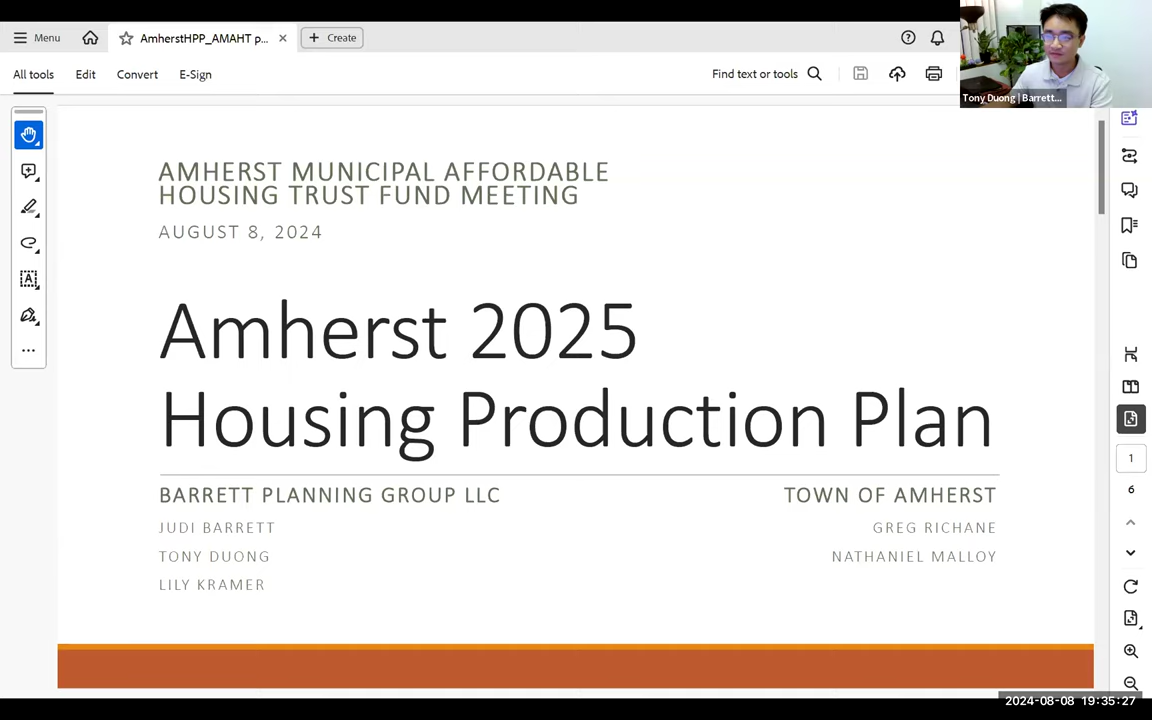 Menu
AmherstHPP_AMAHT p...
Create
All tools
Edit
Convert
E-Sign
Find text or tools
Tony Duong | Barrett...
AMHERST MUNICIPAL AFFORDABLE
HOUSING TRUST FUND MEETING
AUGUST 8, 2024
Amherst 2025
Housing Production Plan
BARRETT PLANNING GROUP LLC
JUDI BARRETT
TONY DUONG
LILY KRAMER
TOWN OF AMHERST
GREG RICHANE
NATHANIEL MALLOY
1
6
2024-08-08 19:35:27